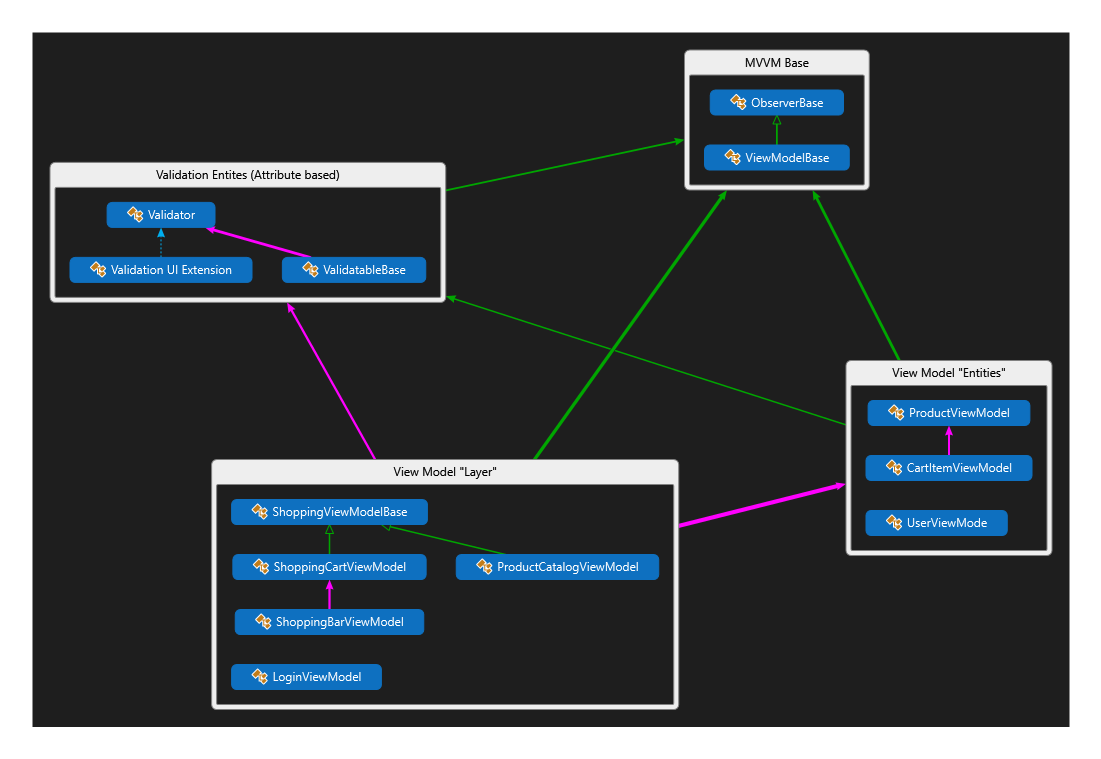 MVVM Base
ObserverBase
ViewModelBase
Validation Entites (Attribute based)
Validator
Validation UI Extension
ValidatableBase
View Model "Entities"
ProductViewModel
CartItemViewModel
UserViewMode
View Model "Layer"
ShoppingViewModelBase
ShoppingCartViewModel
ProductCatalogViewModel
ShoppingBarViewModel
LoginViewModel